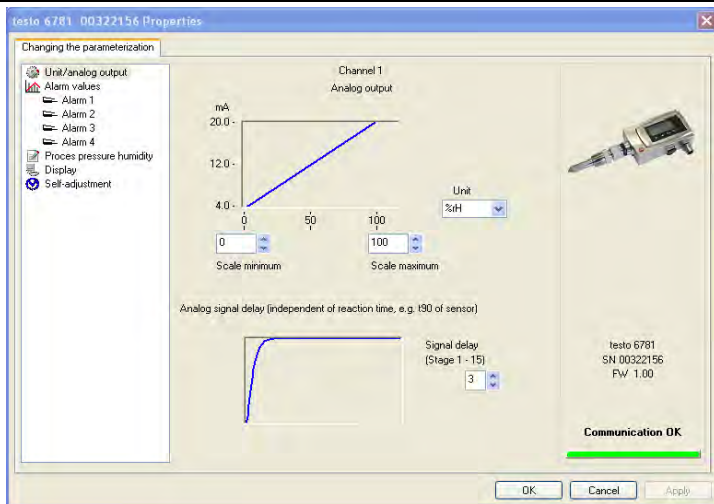 testo 6781 00322156 Properties
Changing the parameterization
Unit/analog output
Alarm values
Alarm 1
Alarm 2
Alarm 3
Alarm 4
Proces pressure humidity
Display
Self-adjustment
Channel 1
Analog output
mA
20.0 -
12.0 -
4.0 -
0 50 100
Unit
%rH
0 100
Scale minimum Scale maximum
Analog signal delay (independent of reaction time, e.g. t90 of sensor)
Signal delay
(Stage 1 - 15)
3
testo 6781
SN 00322156
FW 1.00
Communication OK
OK Cancel Apply